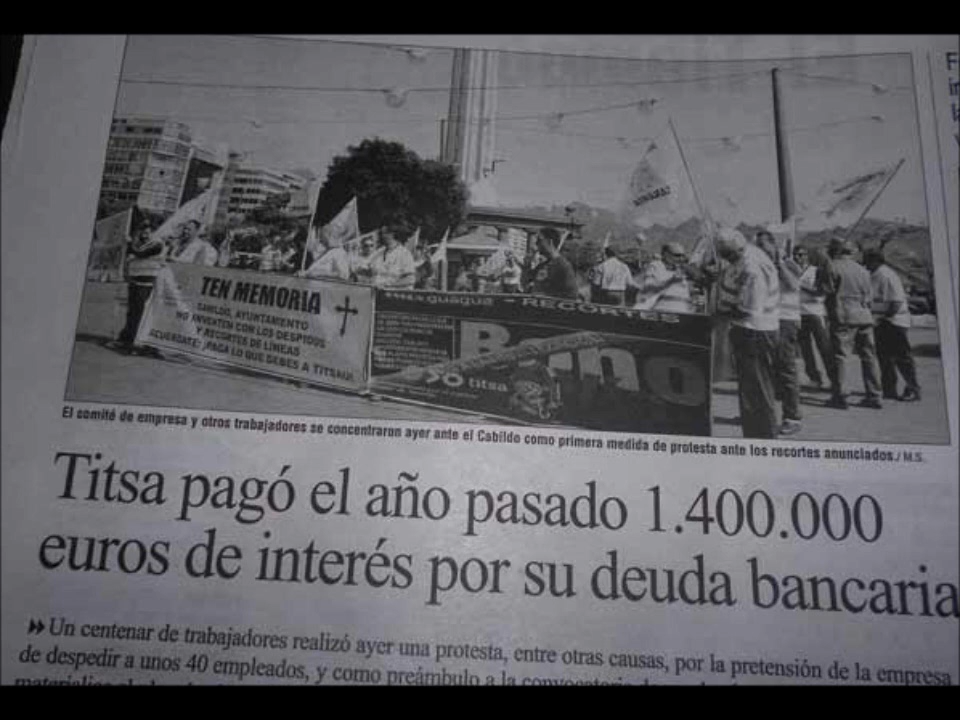 TEN MEMORIA
CABILDO, AYUNTAMIENTO
NO INVENTEN CON LOS DESPIDOS
Y RECORTES DE LÍNEAS
ACUERDATE: ¡PAGA LO QUE DEBES A TITSA!
guagua - RECORTES
titsa
El comité de empresa y otros trabajadores se concentraron ayer ante el Cabildo como primera medida de protesta ante los recortes anunciados./ M.S.
Titsa pagó el año pasado 1.400.000
euros de interés por su deuda bancaria
Un centenar de trabajadores realizó ayer una protesta, entre otras causas, por la pretensión de la empresa
de despedir a unos 40 empleados, y como preámbulo a la